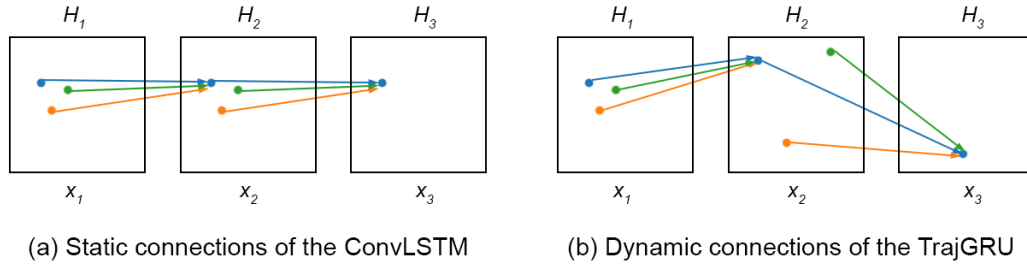 H1 H2 H3 H1 H2 H3
x1 x2 x3 x1 x2 x3
(a) Static connections of the ConvLSTM (b) Dynamic connections of the TrajGRU